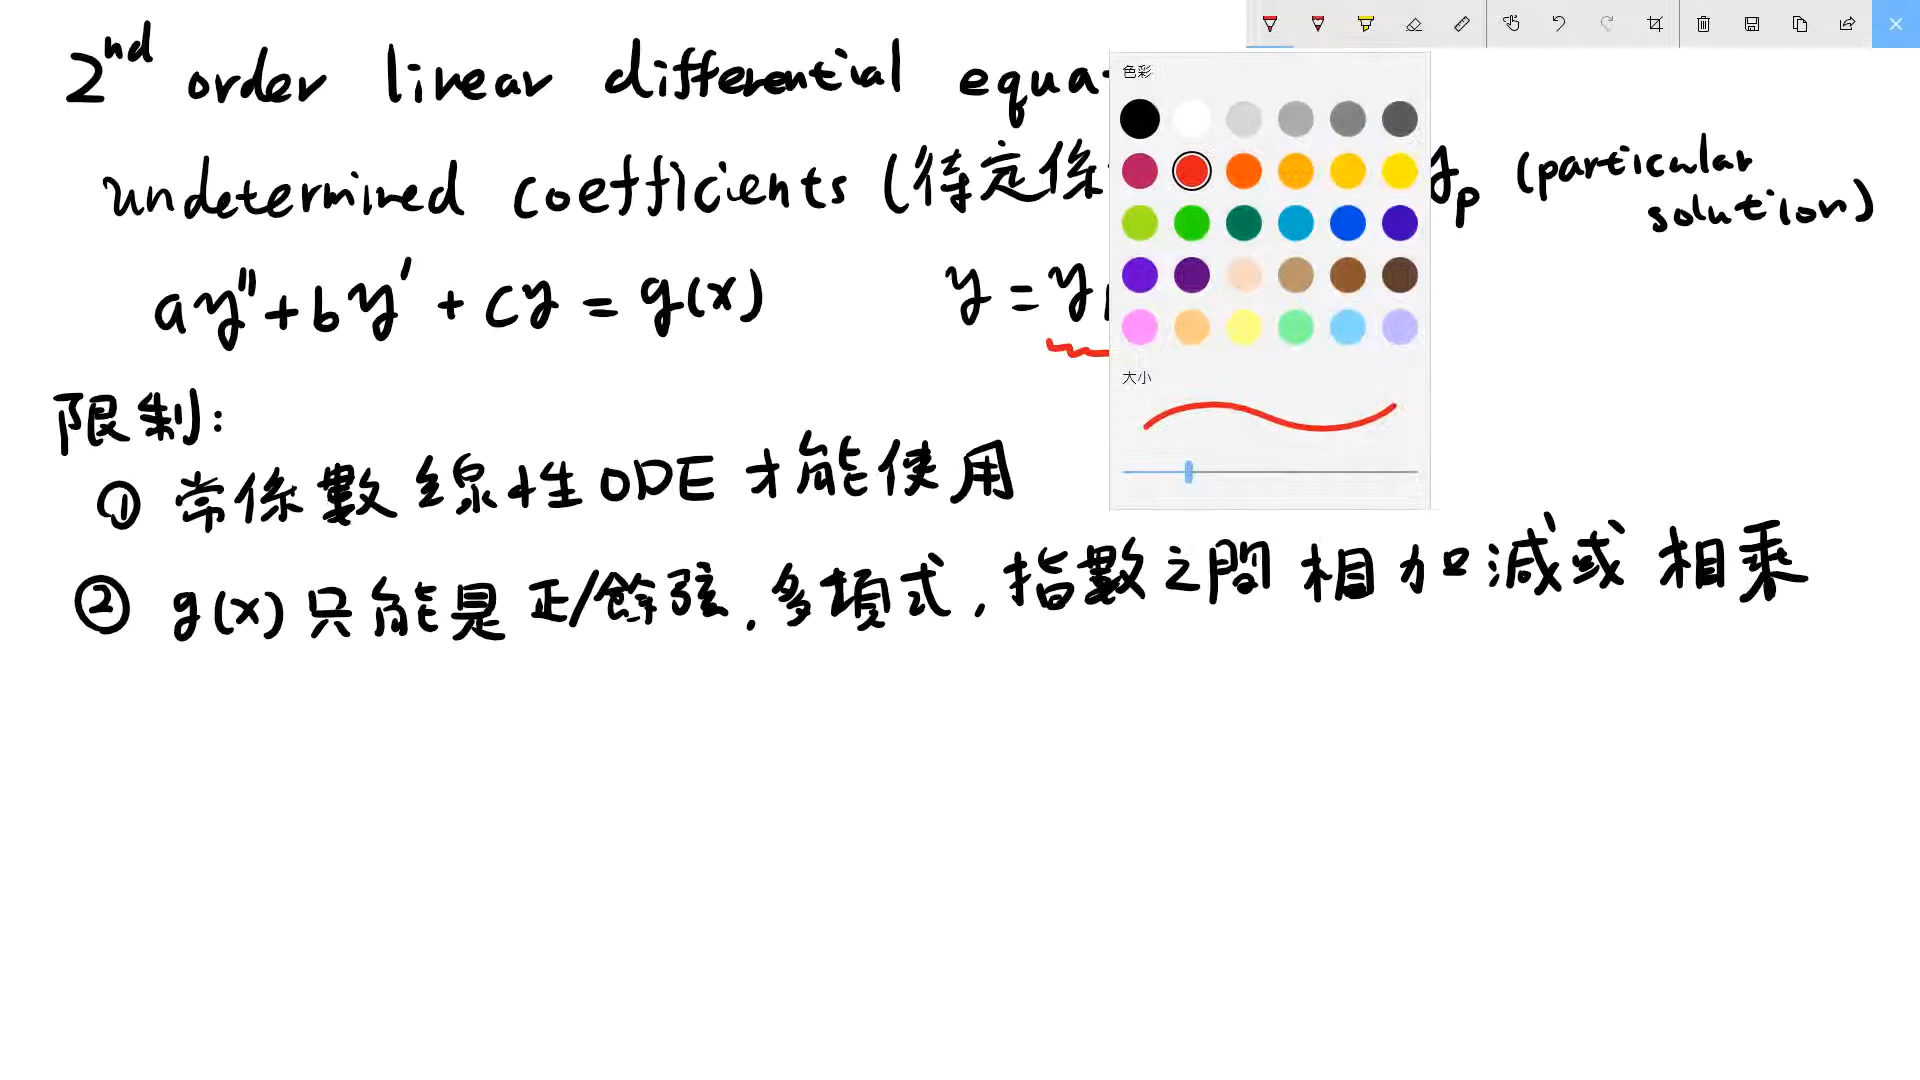 2nd order linear differential equa
色彩
undetermined coefficients (待定係 yp (particular solution)
ay"+by'+cy=g(x) y=y
大小
限制:
① 常係數線性ODE才能使用
② g(x)只能是正/餘弦,多項式,指數之間相加減或相乘